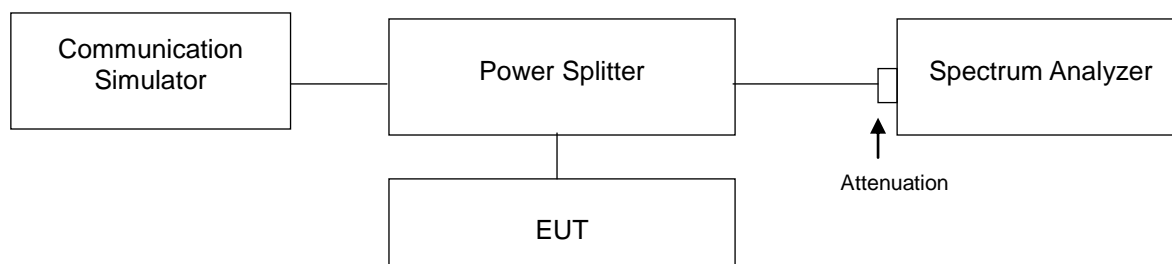 Communication
Simulator
Power Splitter
Spectrum Analyzer
Attenuation
EUT